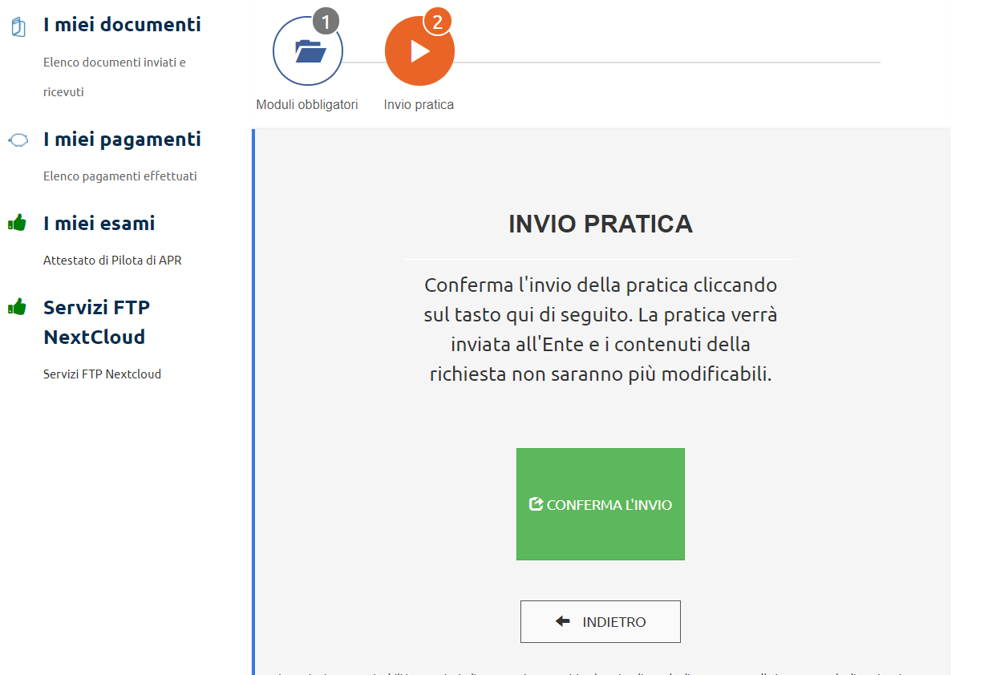 I miei documenti
Elenco documenti inviati e
ricevuti
I miei pagamenti
Elenco pagamenti effettuati
I miei esami
Attestato di Pilota di APR
Servizi FTP
NextCloud
Servizi FTP Nextcloud
1
2
Moduli obbligatori
Invio pratica
INVIO PRATICA
Conferma l'invio della pratica cliccando
sul tasto qui di seguito. La pratica verrà
inviata all'Ente e i contenuti della
richiesta non saranno più modificabili.
CONFERMA L'INVIO
INDIETRO